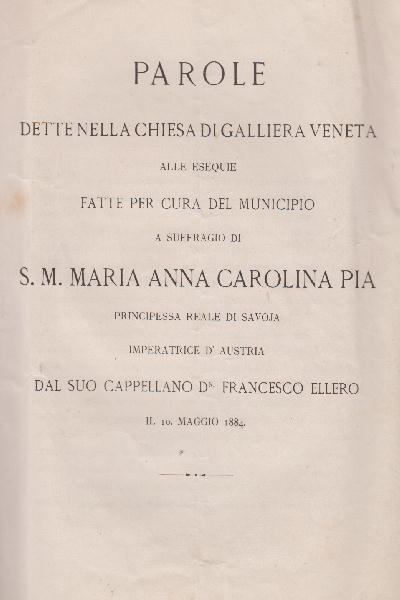 PAROLE
DETTE NELLA CHIESA DI GALLIERA VENETA
ALLE ESEQUIE
FATTE PER CURA DEL MUNICIPIO
A SUFFRAGIO DI
S. M. MARIA ANNA CAROLINA PIA
PRINCIPESSA REALE DI SAVOJA
IMPERATRICE D' AUSTRIA
DAL SUO CAPPELLANO DN. FRANCESCO ELLERO
IL 10. MAGGIO 1884.